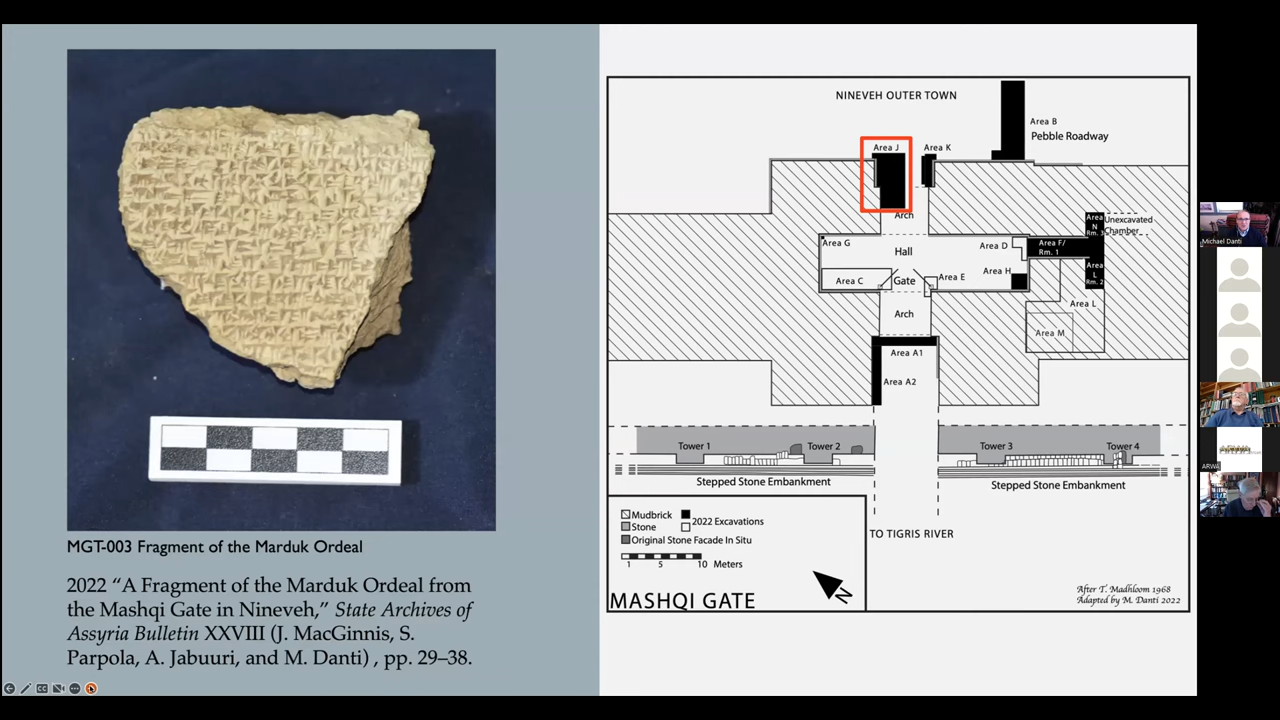 MGT-003 Fragment of the Marduk Ordeal
2022 “A Fragment of the Marduk Ordeal from
the Mashqi Gate in Nineveh,” State Archives of
Assyria Bulletin XXVIII (J. MacGinnis, S.
Parpola, A. Jabuuri, and M. Danti) , pp. 29–38.
NINEVEH OUTER TOWN
Area B
Pebble Roadway
Area J
Area K
Arch
Area N Rm. 3
Unexcavated
Chamber
Area G
Hall
Area D
Area F/
Rm. 1
Area C
Gate
Area E
Area H
Area L Rm. 2
Area L
Arch
Area M
Area A1
Area A2
Tower 1
Tower 2
Tower 3
Tower 4
Stepped Stone Embankment
Stepped Stone Embankment
Mudbrick
Stone
2022 Excavations
Original Stone Facade In Situ
1 5 10 Meters
TO TIGRIS RIVER
N
MASHQI GATE
After T. Madhloom 1968
Adapted by M. Danti 2022
Michael Danti
ARWA